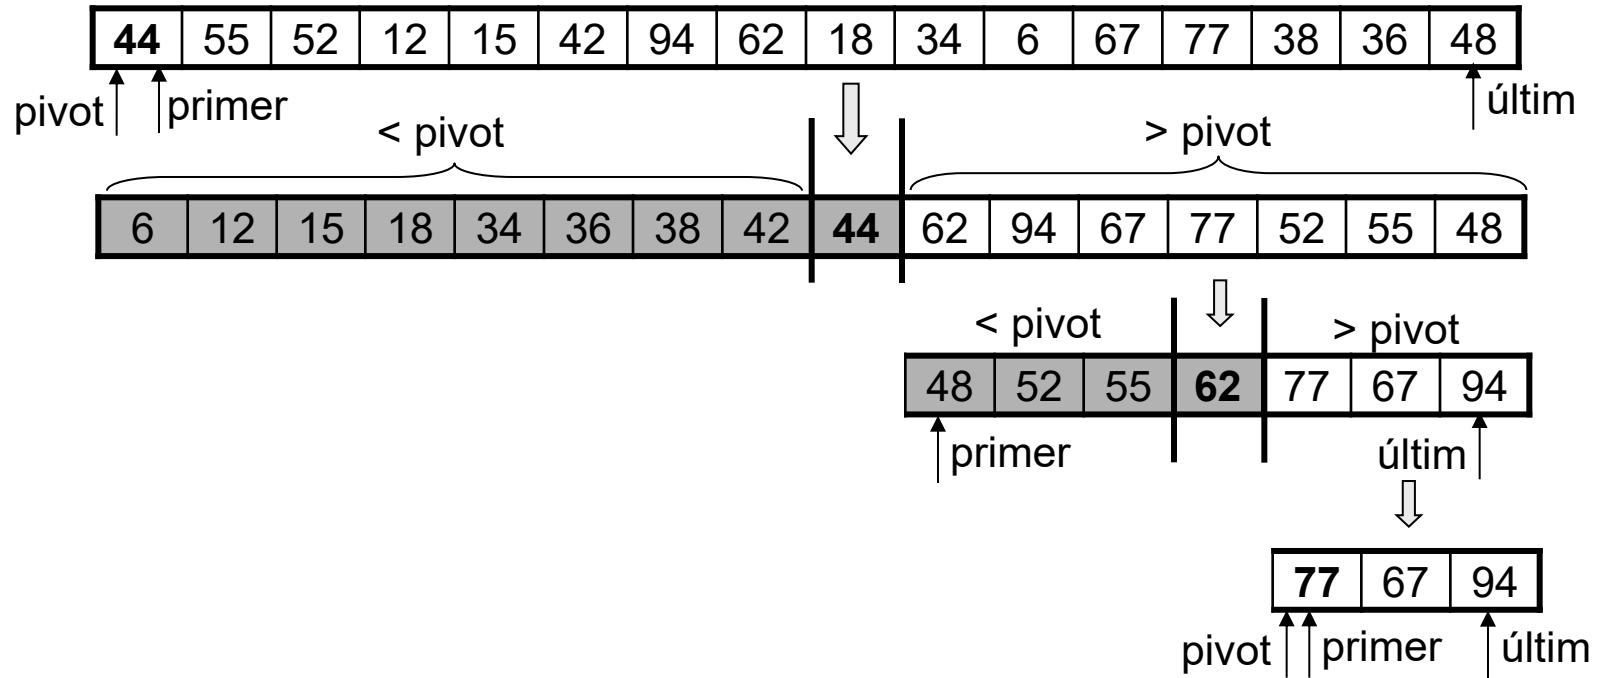 44 55 52 12 15 42 94 62 18 34 6 67 77 38 36 48
pivot primer últim
< pivot > pivot
6 12 15 18 34 36 38 42 44 62 94 67 77 52 55 48
< pivot > pivot
48 52 55 62 77 67 94
primer últim
77 67 94
pivot primer últim